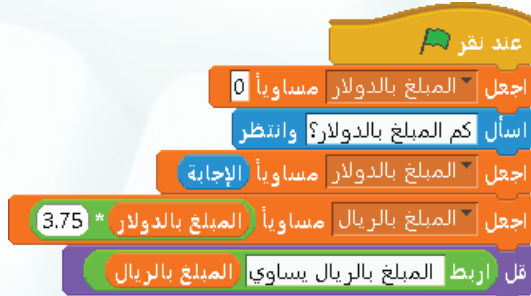 عند نقر
اجعل المبلغ بالدولار مساوياً 0
اسأل كم المبلغ بالدولار؟ وانتظر
اجعل المبلغ بالدولار مساوياً الإجابة
اجعل المبلغ بالريال مساوياً المبلغ بالدولار * 3.75
قل اربط المبلغ بالريال يساوي المبلغ بالريال